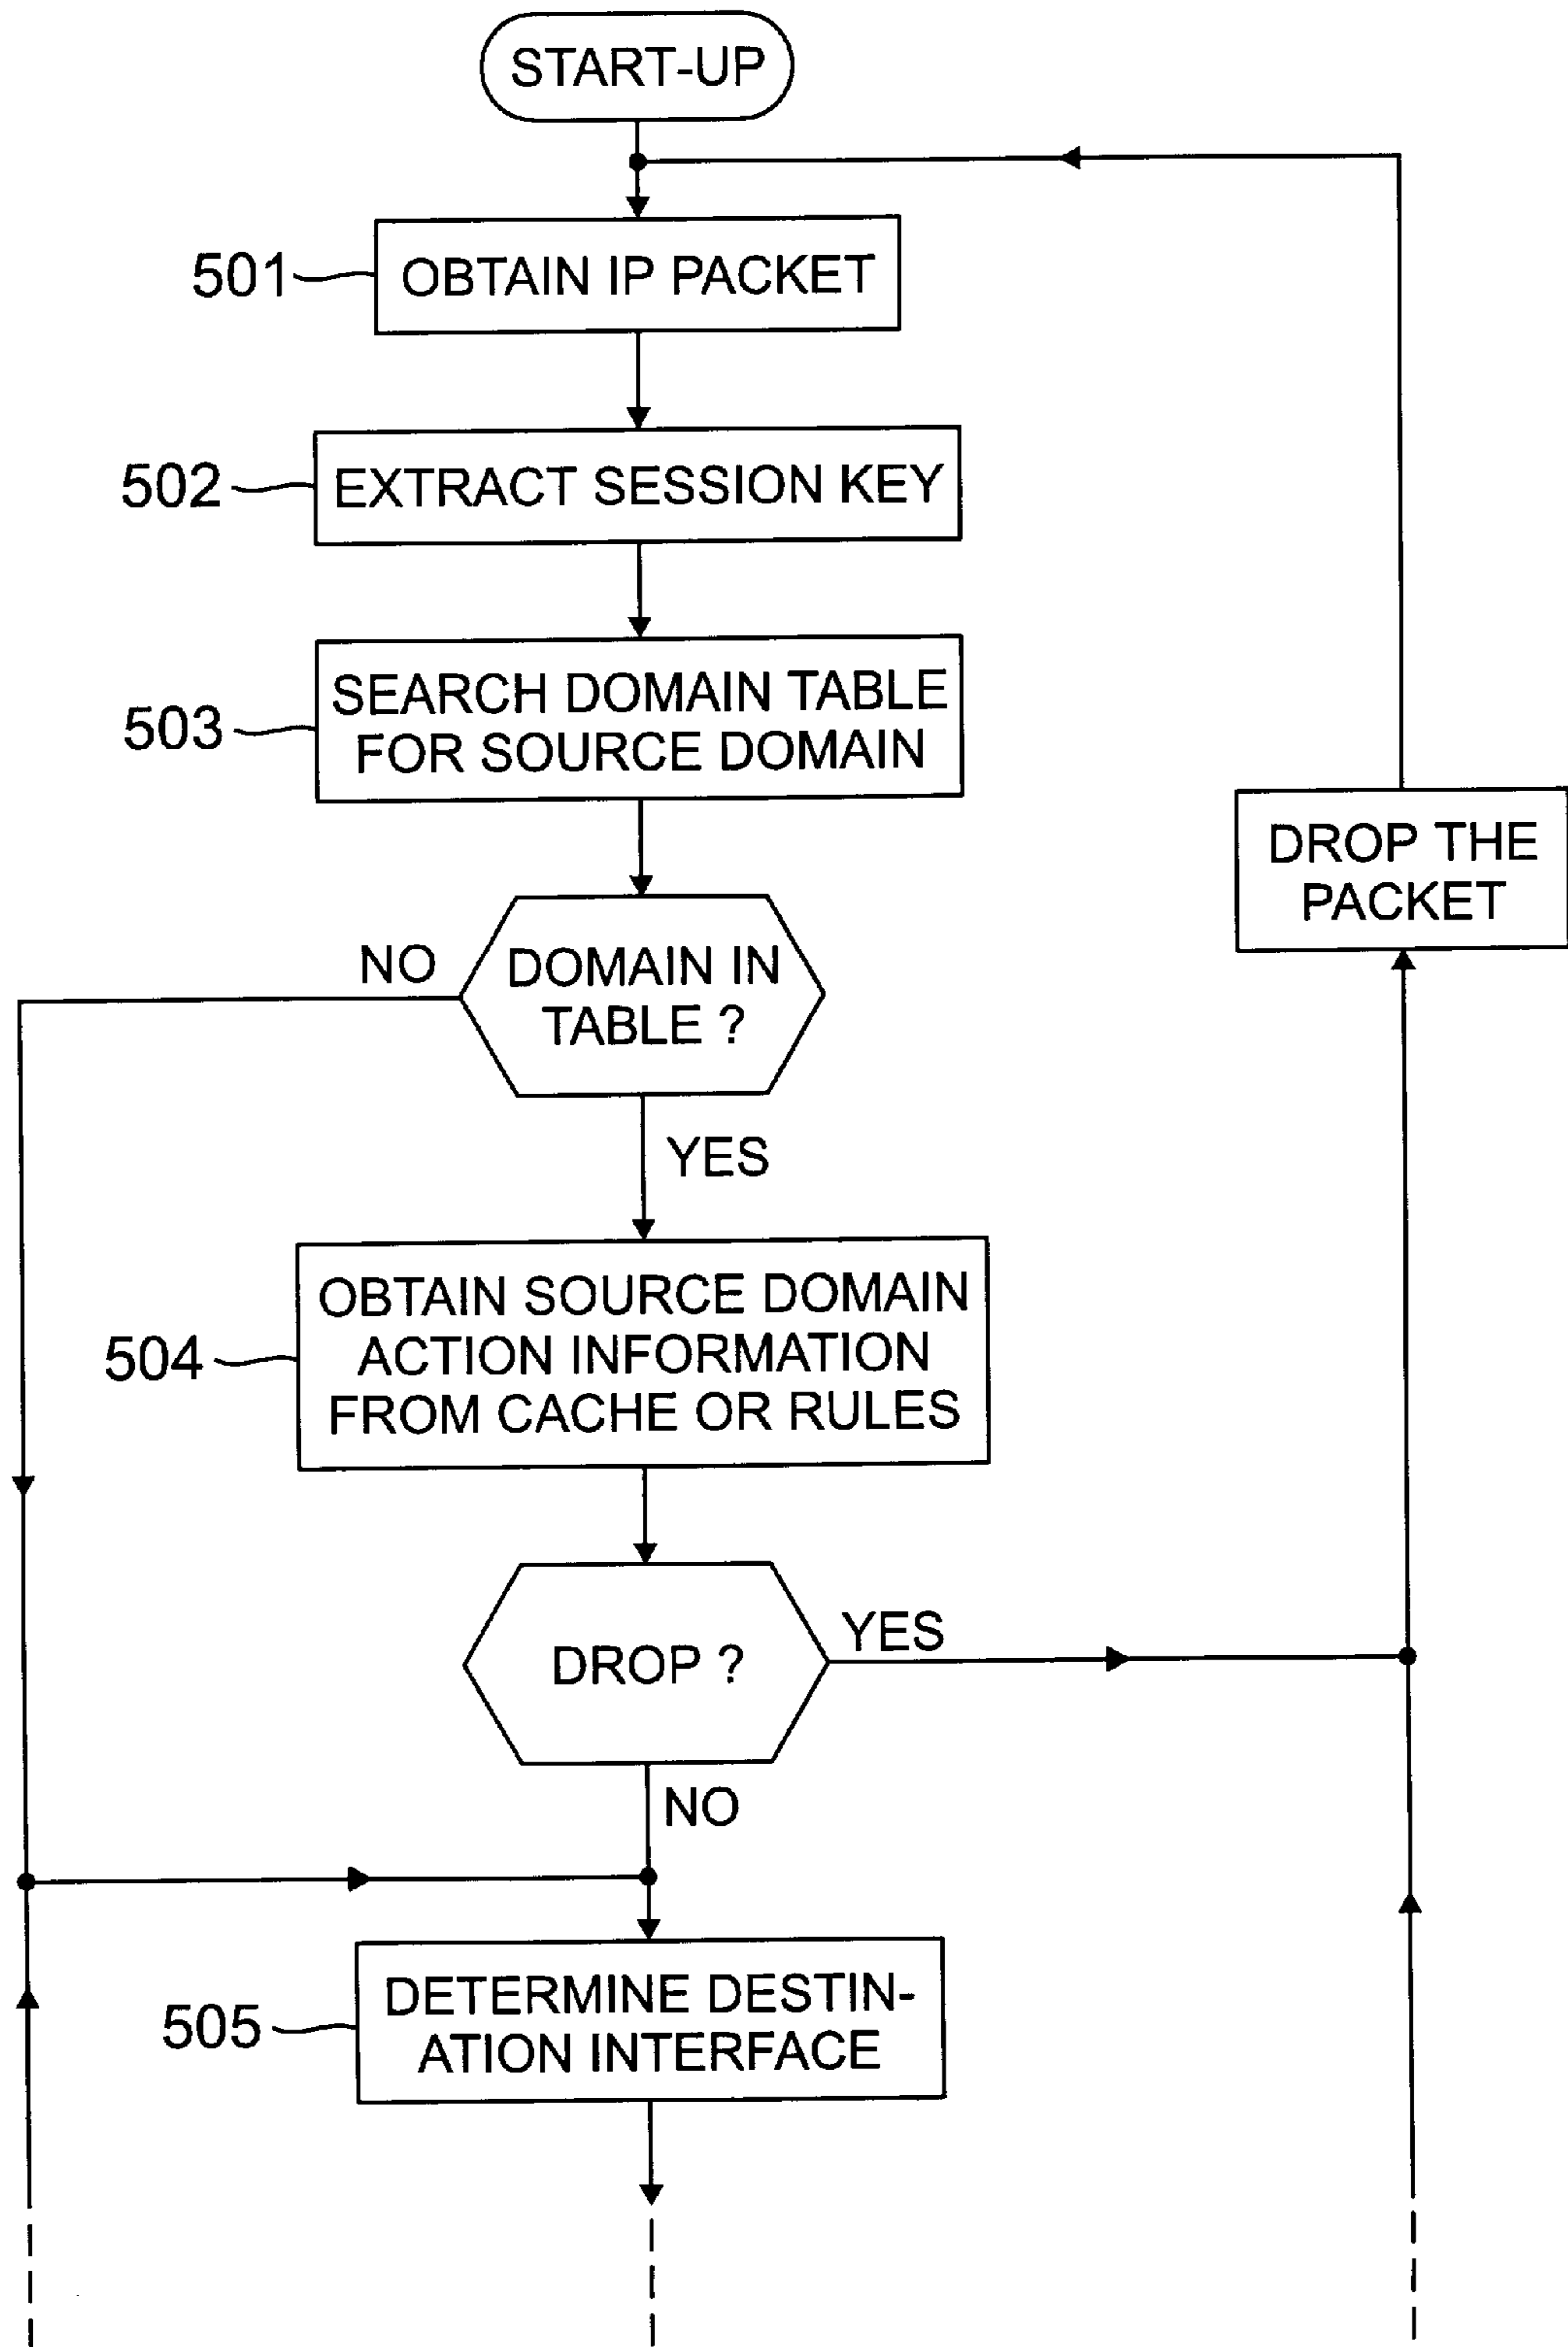 START-UP
501
OBTAIN IP PACKET
502
EXTRACT SESSION KEY
503
SEARCH DOMAIN TABLE
FOR SOURCE DOMAIN
DROP THE
PACKET
NO
DOMAIN IN
TABLE ?
YES
504
OBTAIN SOURCE DOMAIN
ACTION INFORMATION
FROM CACHE OR RULES
DROP ?
YES
NO
505
DETERMINE DESTIN-
ATION INTERFACE